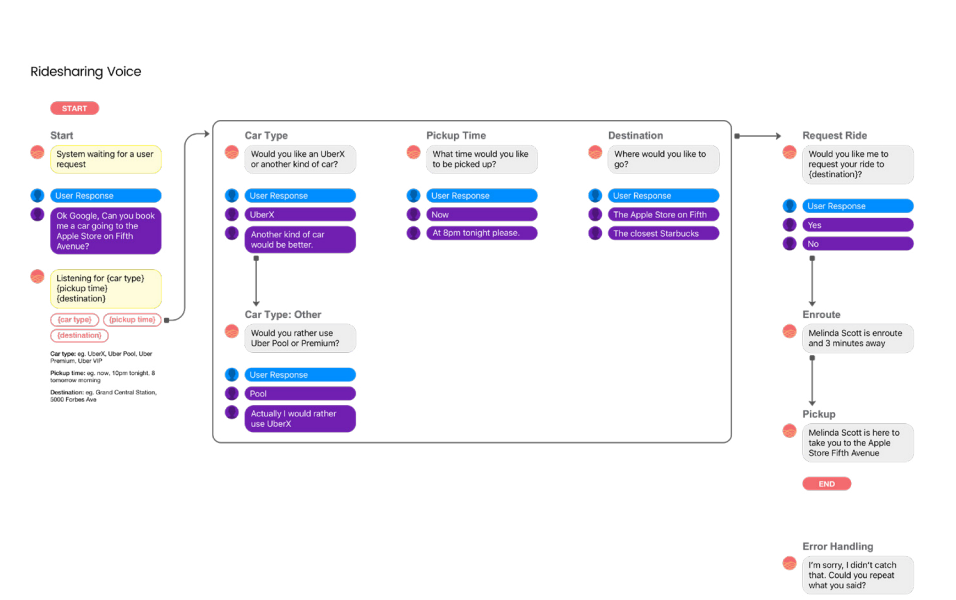 Ridesharing Voice
START
Start
System waiting for a user
request
User Response
Ok Google, Can you book
me a car going to the
Apple Store on Fifth
Avenue?
Listening for {car type}
{pickup time}
{destination}
{car type}
{pickup time}
{destination}
Car type: eg. UberX, Uber Pool, Uber
Premium, Uber VIP
Pickup time: eg. now, 10pm tonight, 8
tomorrow morning
Destination: eg. Grand Central Station,
5000 Forbes Ave
Car Type
Would you like an UberX
or another kind of car?
User Response
UberX
Another kind of car
would be better.
Car Type: Other
Would you rather use
Uber Pool or Premium?
User Response
Pool
Actually I would rather
use UberX
Pickup Time
What time would you like
to be picked up?
User Response
Now
At 8pm tonight please.
Destination
Where would you like to
go?
User Response
The Apple Store on Fifth
The closest Starbucks
Request Ride
Would you like me to
request your ride to
{destination}?
User Response
Yes
No
Enroute
Melinda Scott is enroute
and 3 minutes away
Pickup
Melinda Scott is here to
take you to the Apple
Store Fifth Avenue
END
Error Handling
I'm sorry, I didn't catch
that. Could you repeat
what you said?